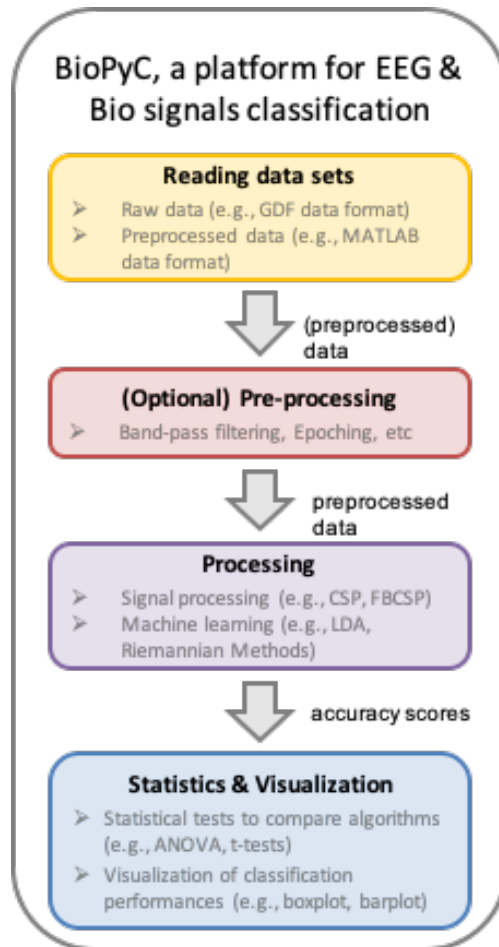 BioPyC, a platform for EEG &
Bio signals classification
Reading data sets
➢ Raw data (e.g., GDF data format)
➢ Preprocessed data (e.g., MATLAB
data format)
(preprocessed)
data
(Optional) Pre-processing
➢ Band-pass filtering, Epoching, etc
preprocessed
data
Processing
➢ Signal processing (e.g., CSP, FBCSP)
➢ Machine learning (e.g., LDA,
Riemannian Methods)
accuracy scores
Statistics & Visualization
➢ Statistical tests to compare algorithms
(e.g., ANOVA, t-tests)
➢ Visualization of classification
performances (e.g., boxplot, barplot)